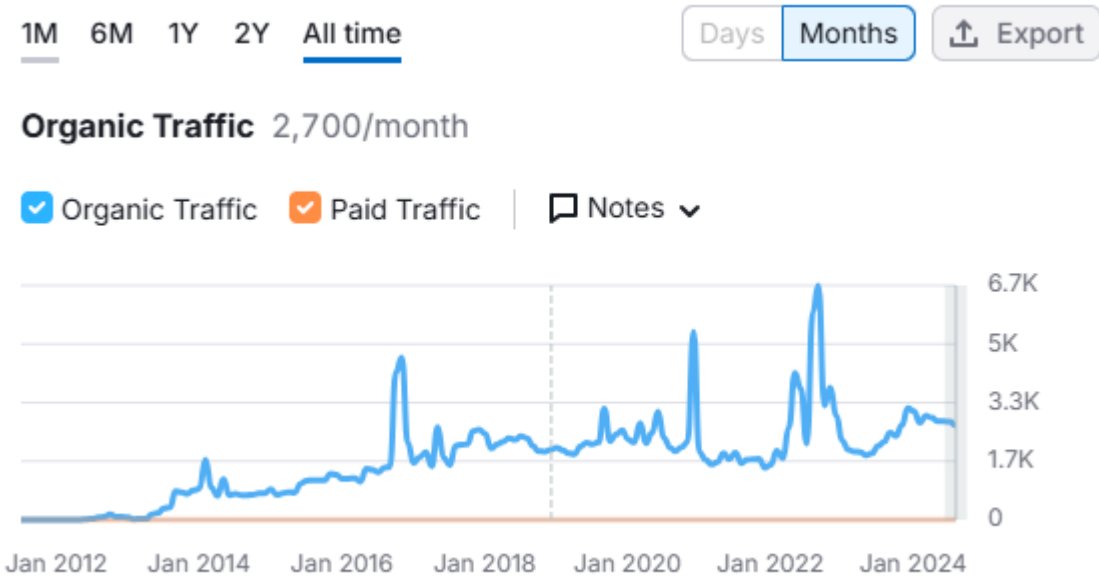 1M 6M 1Y 2Y All time Days Months Export
Organic Traffic 2,700/month
Organic Traffic Paid Traffic Notes
6.7K
5K
3.3K
1.7K
0
Jan 2012 Jan 2014 Jan 2016 Jan 2018 Jan 2020 Jan 2022 Jan 2024